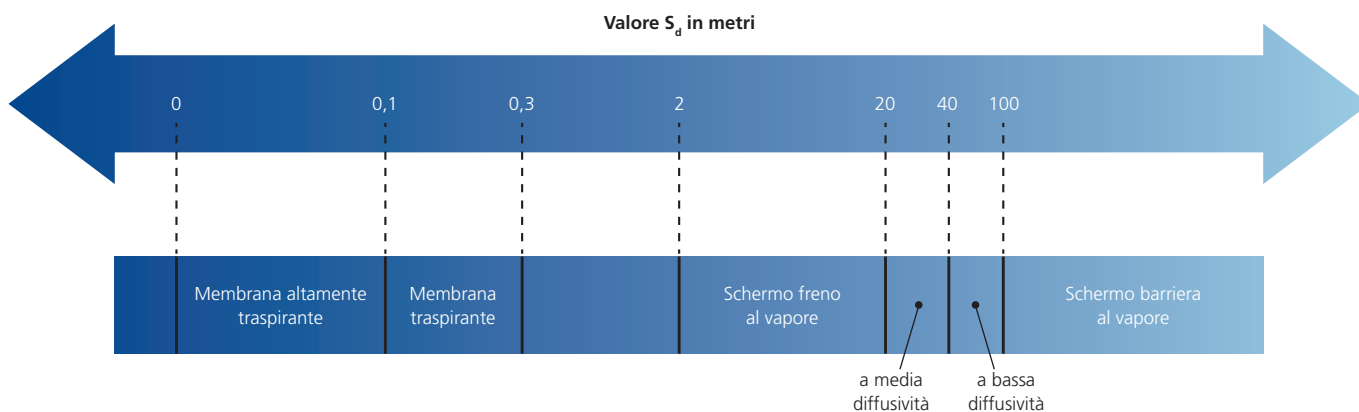 Valore Sd in metri
0 0,1 0,3 2 20 40 100
Membrana altamente
traspirante
Membrana
traspirante
Schermo freno
al vapore
Schermo barriera
al vapore
a media
diffusività
a bassa
diffusività